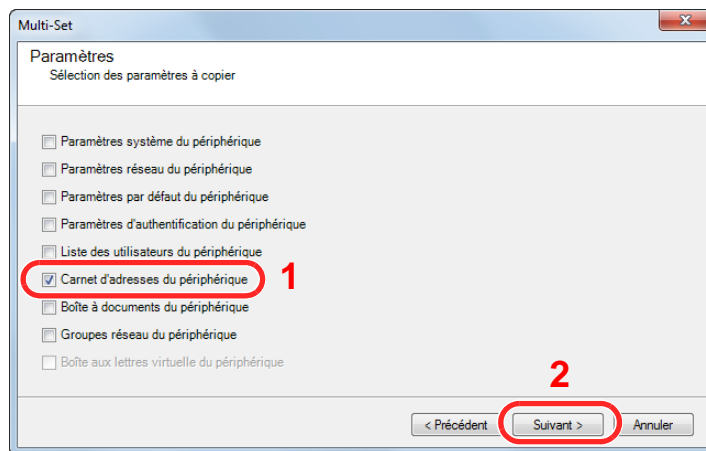 Multi-Set
Paramètres
Sélection des paramètres à copier
Paramètres système du périphérique
Paramètres réseau du périphérique
Paramètres par défaut du périphérique
Paramètres d'authentification du périphérique
Liste des utilisateurs du périphérique
Carnet d'adresses du périphérique 1
Boîte à documents du périphérique
Groupes réseau du périphérique
Boîte aux lettres virtuelle du périphérique
2
< Précédent Suivant > Annuler